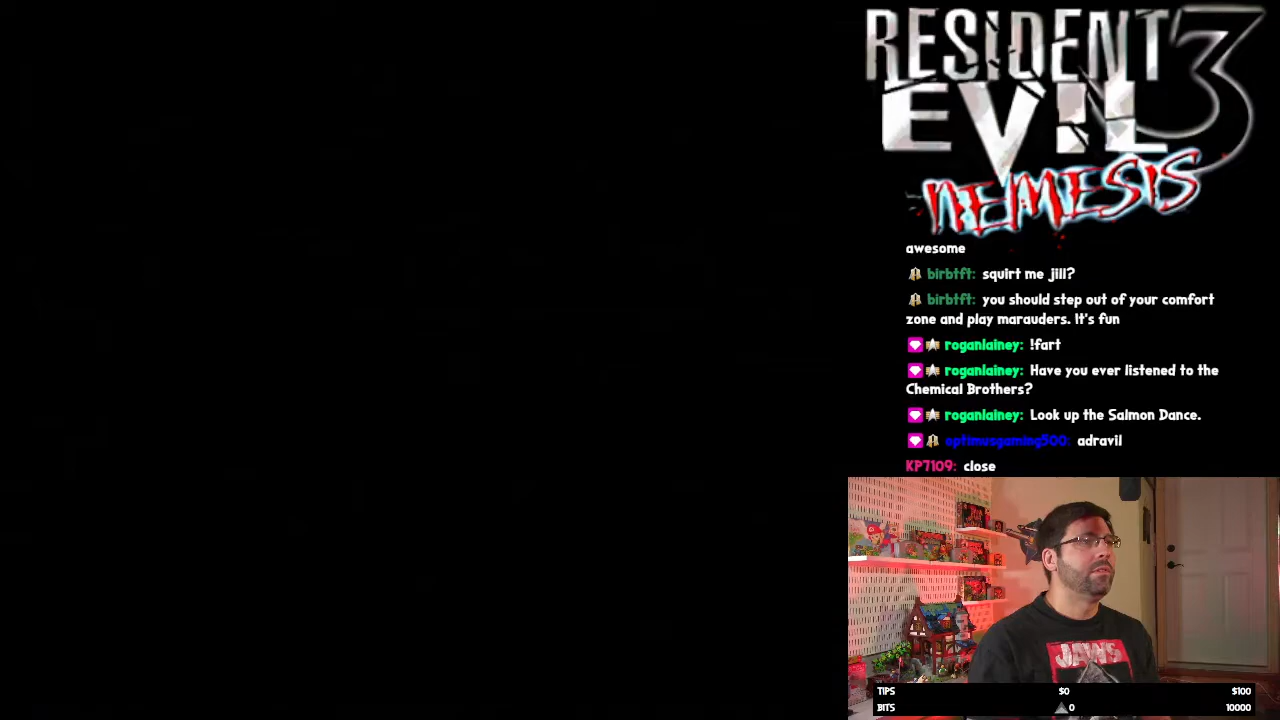 RESIDENT
EVIL 3
NEMESIS
awesome
birbtft: squirt me jill?
birbtft: you should step out of your comfort
zone and play marauders. It's fun
roganlainey: !fart
roganlainey: Have you ever listened to the
Chemical Brothers?
roganlainey: Look up the Salmon Dance.
optimusgaming500: adravil
KP7109: close
JAWS
TIPS $0 $100
BITS 0 10000